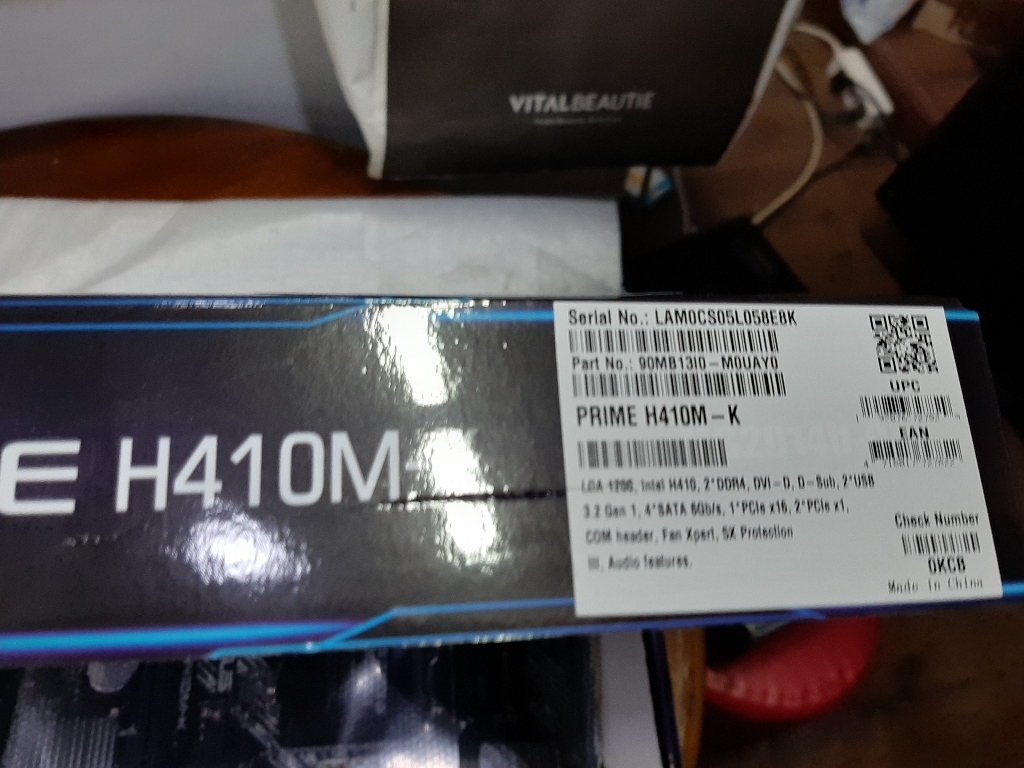 VITALBEAUTIE
E H410M-
Serial No.: LAM0CS05L058E8K
Part No.: 90MB13I0-M0UAY0
UPC
PRIME H410M-K
EAN
LGA 1200, Intel H410, 2*DDR4, DVI-D, D-Sub, 2*USB
3.2 Gen 1, 4*SATA 6Gb/s, 1*PCIe x16, 2*PCIe x1,
COM header, Fan Xpert, 5X Protection
III, Audio features.
Check Number
0KCB
Made in China